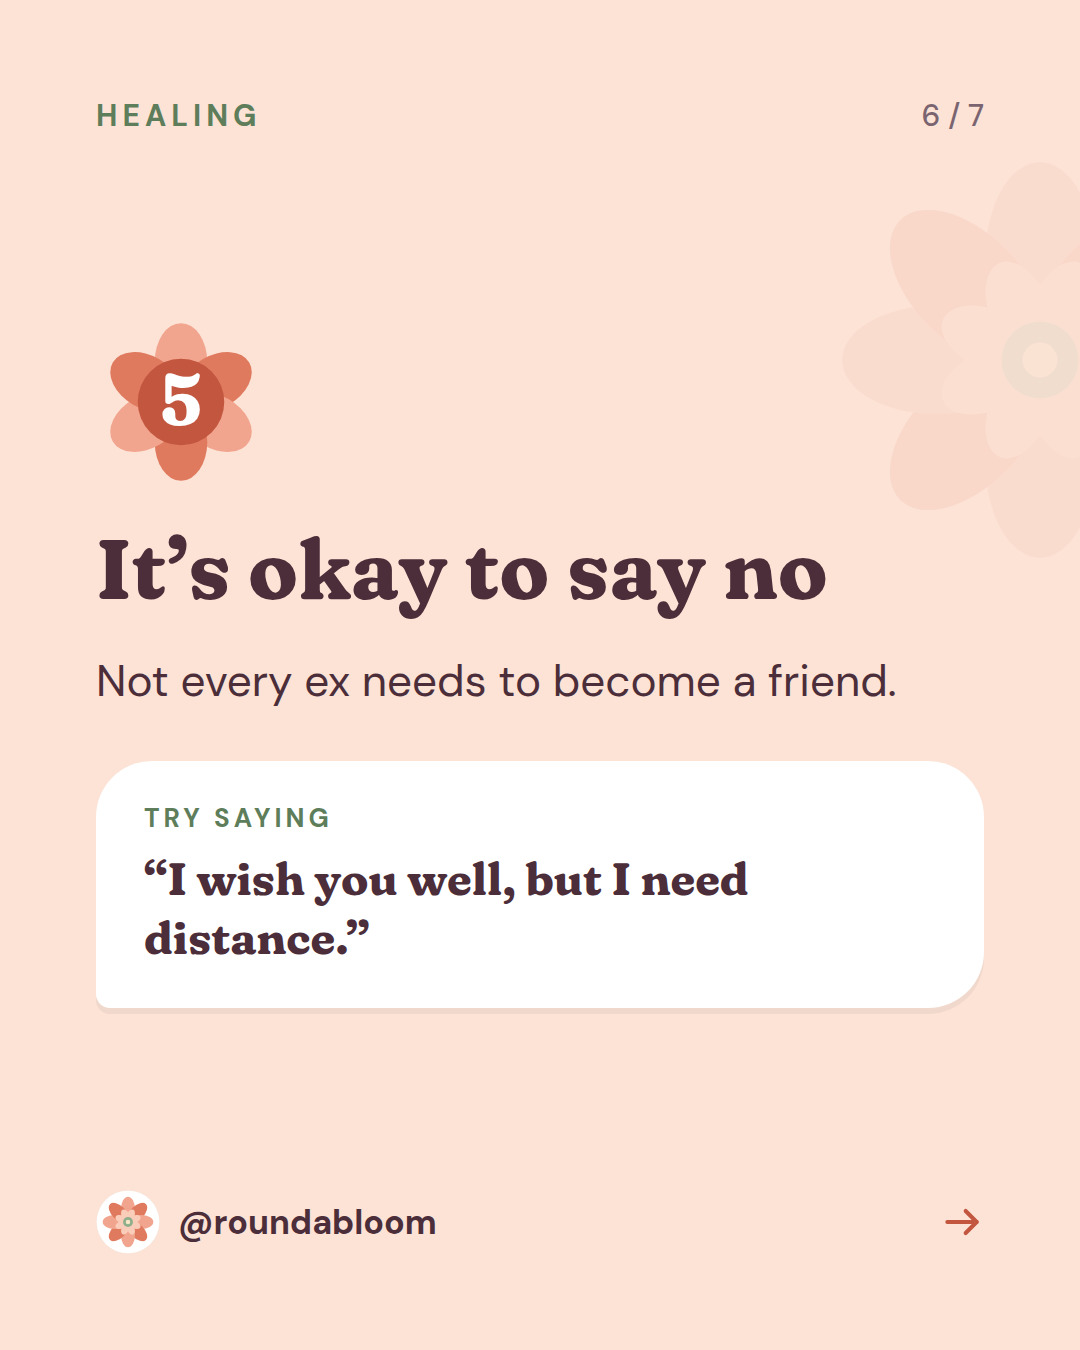 HEALING
6 / 7
5
It’s okay to say no
Not every ex needs to become a friend.
TRY SAYING
“I wish you well, but I need
distance.”
@roundabloom